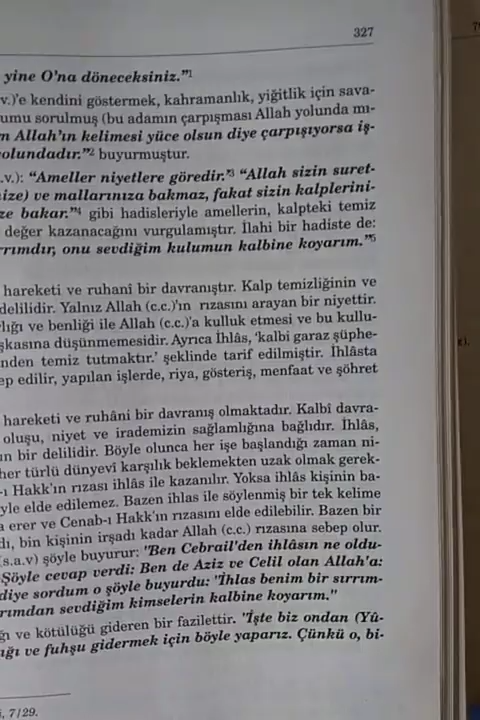 327
yine O'na döneceksiniz."¹
v.)'e kendini göstermek, kahramanlık, yiğitlik için sava-
umu sorulmuş (bu adamın çarpışması Allah yolunda mı-
n Allah'ın kelimesi yüce olsun diye çarpışıyorsa iş-
yolundadır."² buyurmuştur.
.v.): "Ameller niyetlere göredir."³ "Allah sizin suret-
ize) ve mallarınıza bakmaz, fakat sizin kalplerini-
ze bakar."⁴ gibi hadisleriyle amellerin, kalpteki temiz
değer kazanacağını vurgulamıştır. İlahi bir hadiste de:
rrımdır, onu sevdiğim kulumun kalbine koyarım."⁵
hareketi ve ruhanî bir davranıştır. Kalp temizliğinin ve
delilidir. Yalnız Allah (c.c.)'ın rızasını arayan bir niyettir.
lığı ve benliği ile Allah (c.c.)'a kulluk etmesi ve bu kullu-
şkasına düşünmemesidir. Ayrıca İhlâs, 'kalbi garaz şüphe-
nden temiz tutmaktır.' şeklinde tarif edilmiştir. İhlâsta
ep edilir, yapılan işlerde, riya, gösteriş, menfaat ve şöhret
hareketi ve ruhâni bir davranış olmaktadır. Kalbî davra-
oluşu, niyet ve irademizin sağlamlığına bağlıdır. İhlâs,
ın bir delilidir. Böyle olunca her işe başlandığı zaman ni-
her türlü dünyevî karşılık beklemekten uzak olmak gerek-
-ı Hakk'ın rızası ihlâs ile kazanılır. Yoksa ihlâs kişinin ba-
yle elde edilemez. Bazen ihlas ile söylenmiş bir tek kelime
a erer ve Cenab-ı Hakk'ın rızasını elde edilebilir. Bazen bir
dı, bin kişinin irşadı kadar Allah (c.c.) rızasına sebep olur.
(s.a.v) şöyle buyurur: "Ben Cebrail'den ihlâsın ne oldu-
Şöyle cevap verdi: Ben de Aziz ve Celil olan Allah'a:
diye sordum o şöyle buyurdu: "İhlas benim bir sırrım-
rımdan sevdiğim kimselerin kalbine koyarım."
ğı ve kötülüğü gideren bir fazilettir. "İşte biz ondan (Yû-
ığı ve fuhşu gidermek için böyle yaparız. Çünkü o, bi-
, 7/29.